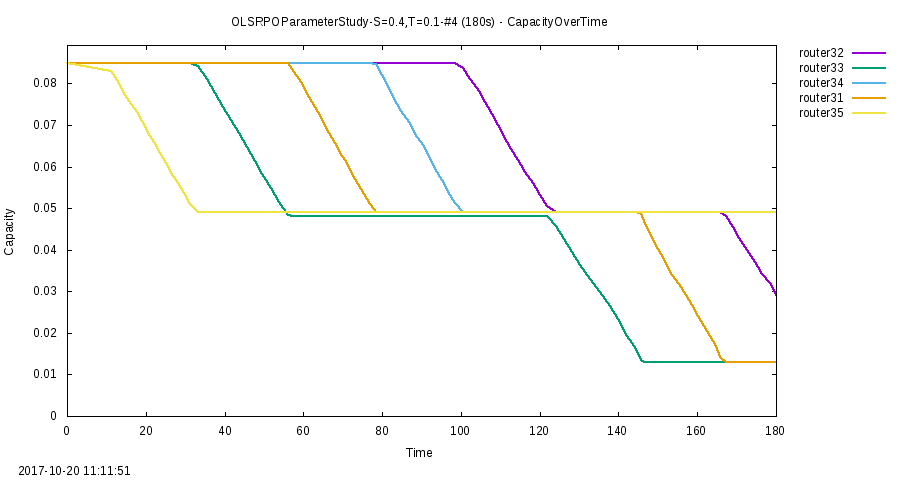 OLSRPOParameterStudy-S=0.4,T=0.1-#4 (180s) - CapacityOverTime
router32
router33
router34
router31
router35
0.08
0.07
0.06
0.05
0.04
0.03
0.02
0.01
0
Capacity
0 20 40 60 80 100 120 140 160 180
Time
2017-10-20 11:11:51